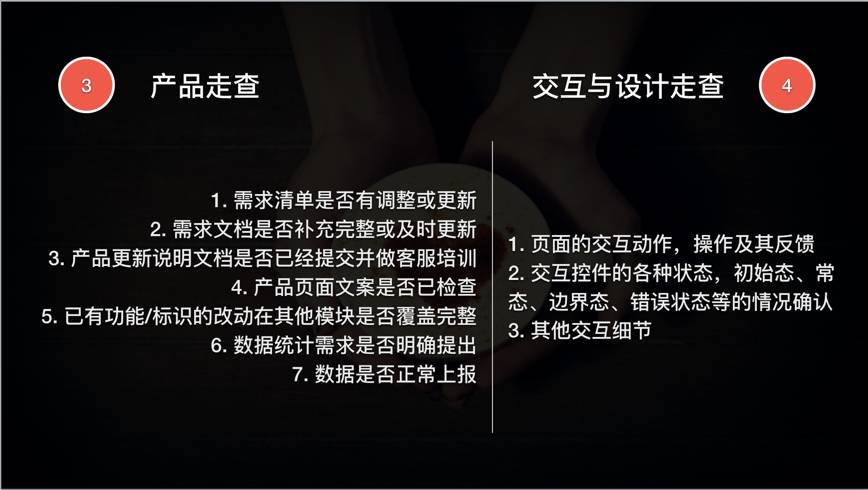 3
产品走查
1. 需求清单是否有调整或更新
2. 需求文档是否补充完整或及时更新
3. 产品更新说明文档是否已经提交并做客服培训
4. 产品页面文案是否已检查
5. 已有功能/标识的改动在其他模块是否覆盖完整
6. 数据统计需求是否明确提出
7. 数据是否正常上报
交互与设计走查
4
1. 页面的交互动作，操作及其反馈
2. 交互控件的各种状态，初始态、常
态、边界态、错误状态等的情况确认
3. 其他交互细节